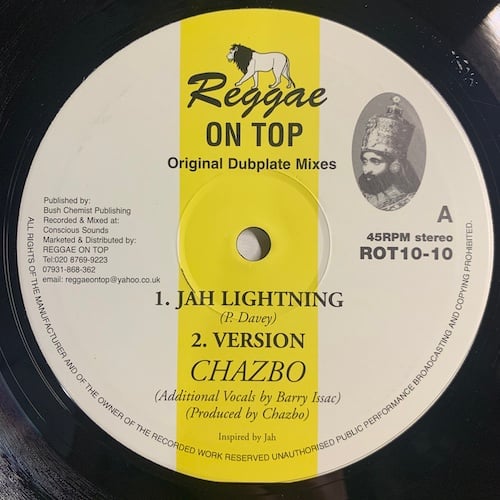 Reggae
ON TOP
Original Dubplate Mixes
Published by:
Bush Chemist Publishing
Recorded & Mixed at:
Conscious Sounds
Marketed & Distributed by:
REGGAE ON TOP
Tel:020 8769-9223
07931-868-362
email: reggaeontop@yahoo.co.uk
A
45RPM stereo
ROT10-10
1. JAH LIGHTNING
(P. Davey)
2. VERSION
CHAZBO
(Additional Vocals by Barry Issac)
(Produced by Chazbo)
Inspired by Jah
ALL RIGHTS OF THE MANUFACTURER AND OF THE OWNER OF THE RECORDED WORK RESERVED UNAUTHORISED PUBLIC PERFORMANCE BROADCASTING AND COPYING PROHIBITED.